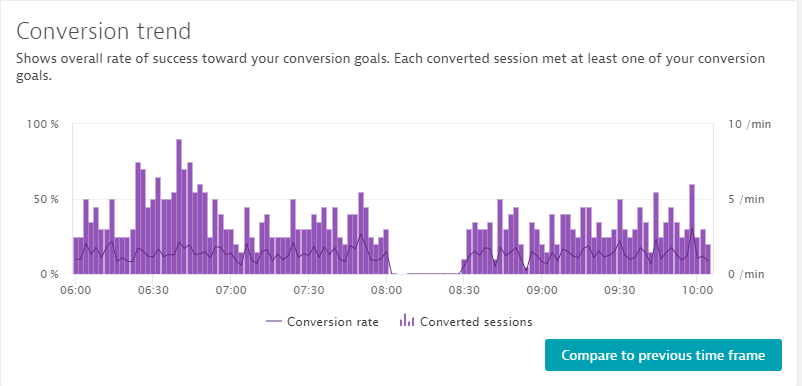 Conversion trend
Shows overall rate of success toward your conversion goals. Each converted session met at least one of your conversion
goals.
100 %
10 /min
50 %
5 /min
0 %
0 /min
06:00 06:30 07:00 07:30 08:00 08:30 09:00 09:30 10:00
Conversion rate Converted sessions
Compare to previous time frame